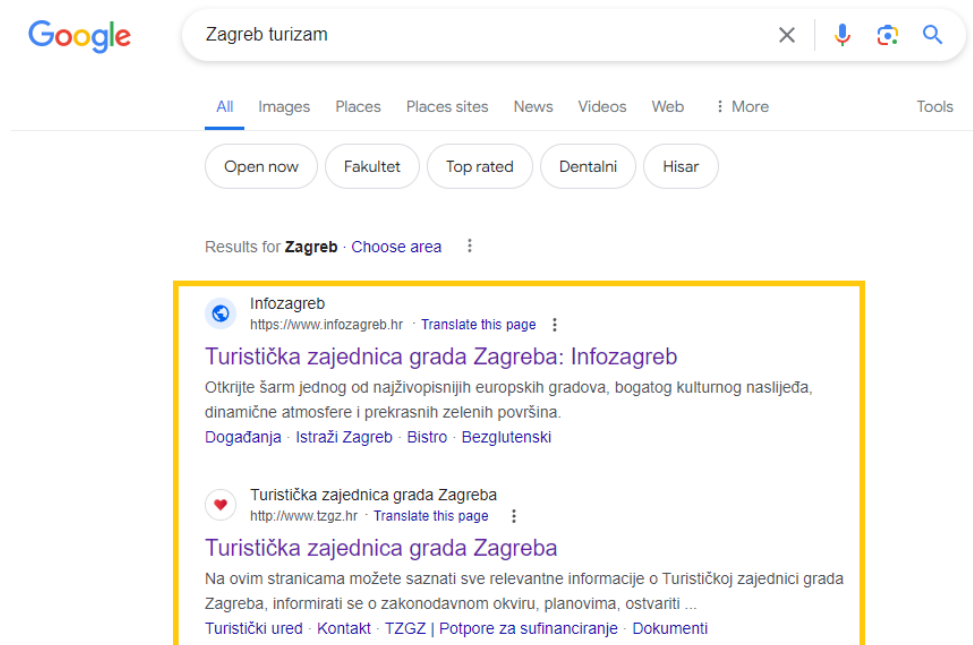 Google
Zagreb turizam
All Images Places Places sites News Videos Web More Tools
Open now Fakultet Top rated Dentalni Hisar
Results for Zagreb · Choose area
Infozagreb
https://www.infozagreb.hr · Translate this page
Turistička zajednica grada Zagreba: Infozagreb
Otkrijte šarm jednog od najživopisnijih europskih gradova, bogatog kulturnog naslijeđa,
dinamične atmosfere i prekrasnih zelenih površina.
Događanja · Istraži Zagreb · Bistro · Bezglutenski
Turistička zajednica grada Zagreba
http://www.tzgz.hr · Translate this page
Turistička zajednica grada Zagreba
Na ovim stranicama možete saznati sve relevantne informacije o Turističkoj zajednici grada
Zagreba, informirati se o zakonodavnom okviru, planovima, ostvariti ...
Turistički ured · Kontakt · TZGZ | Potpore za sufinanciranje · Dokumenti